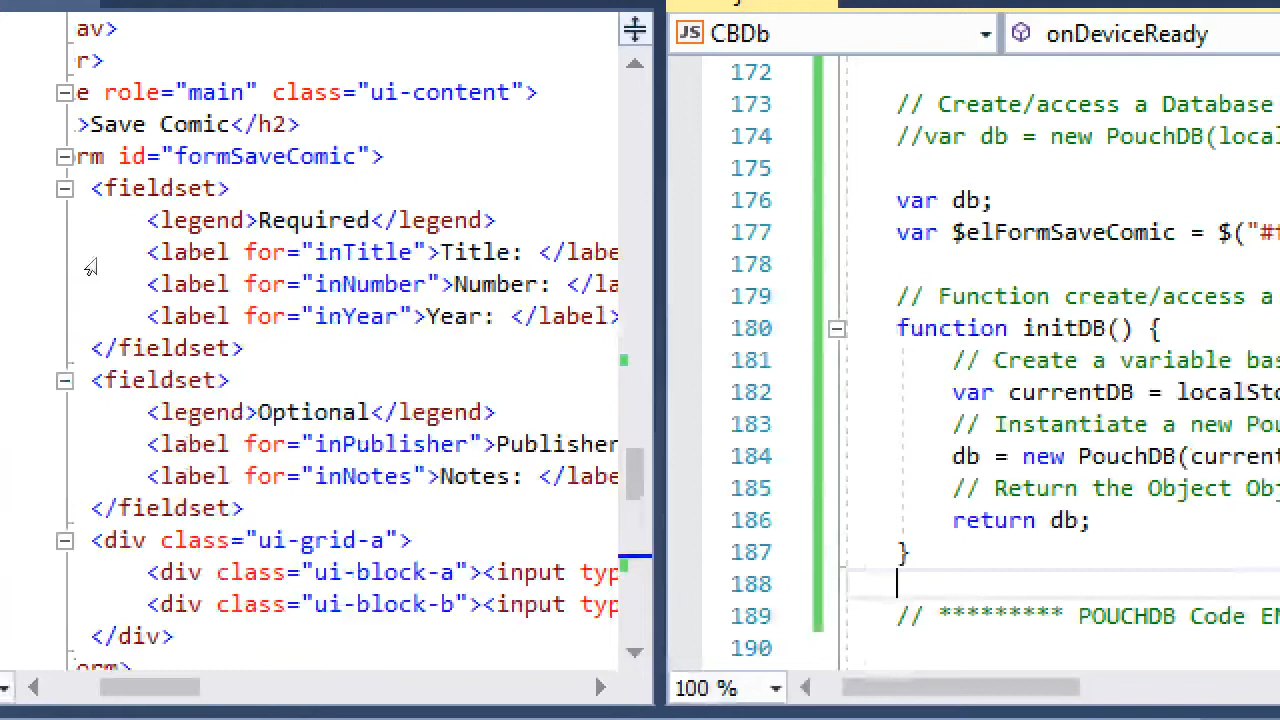 av>
r>
e role="main" class="ui-content">
>Save Comic</h2>
rm id="formSaveComic">
<fieldset>
<legend>Required</legend>
<label for="inTitle">Title: </labe
<label for="inNumber">Number: </la
<label for="inYear">Year: </label>
</fieldset>
<fieldset>
<legend>Optional</legend>
<label for="inPublisher">Publisher
<label for="inNotes">Notes: </labe
</fieldset>
<div class="ui-grid-a">
<div class="ui-block-a"><input typ
<div class="ui-block-b"><input typ
</div>
orm>
JS CBDb
onDeviceReady
172
173 // Create/access a Database
174 //var db = new PouchDB(local
175
176 var db;
177 var $elFormSaveComic = $("#f
178
179 // Function create/access a
180 function initDB() {
181 // Create a variable bas
182 var currentDB = localSto
183 // Instantiate a new Pou
184 db = new PouchDB(current
185 // Return the Object Obj
186 return db;
187 }
188
189 // ********* POUCHDB Code EN
190
100 %